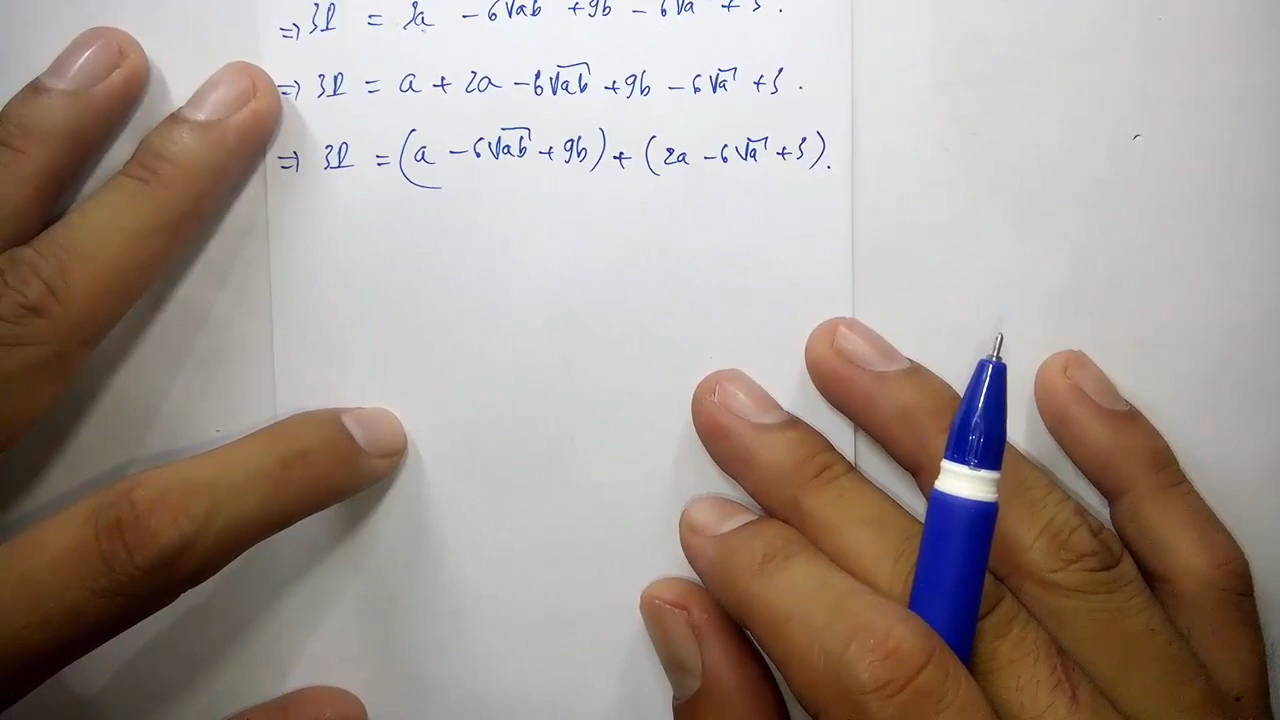 => 3P = 3a - 6√ab + 9b - 6√a + 3.
=> 3P = a + 2a - 6√ab + 9b - 6√a + 3.
=> 3P = (a - 6√ab + 9b) + (2a - 6√a + 3).